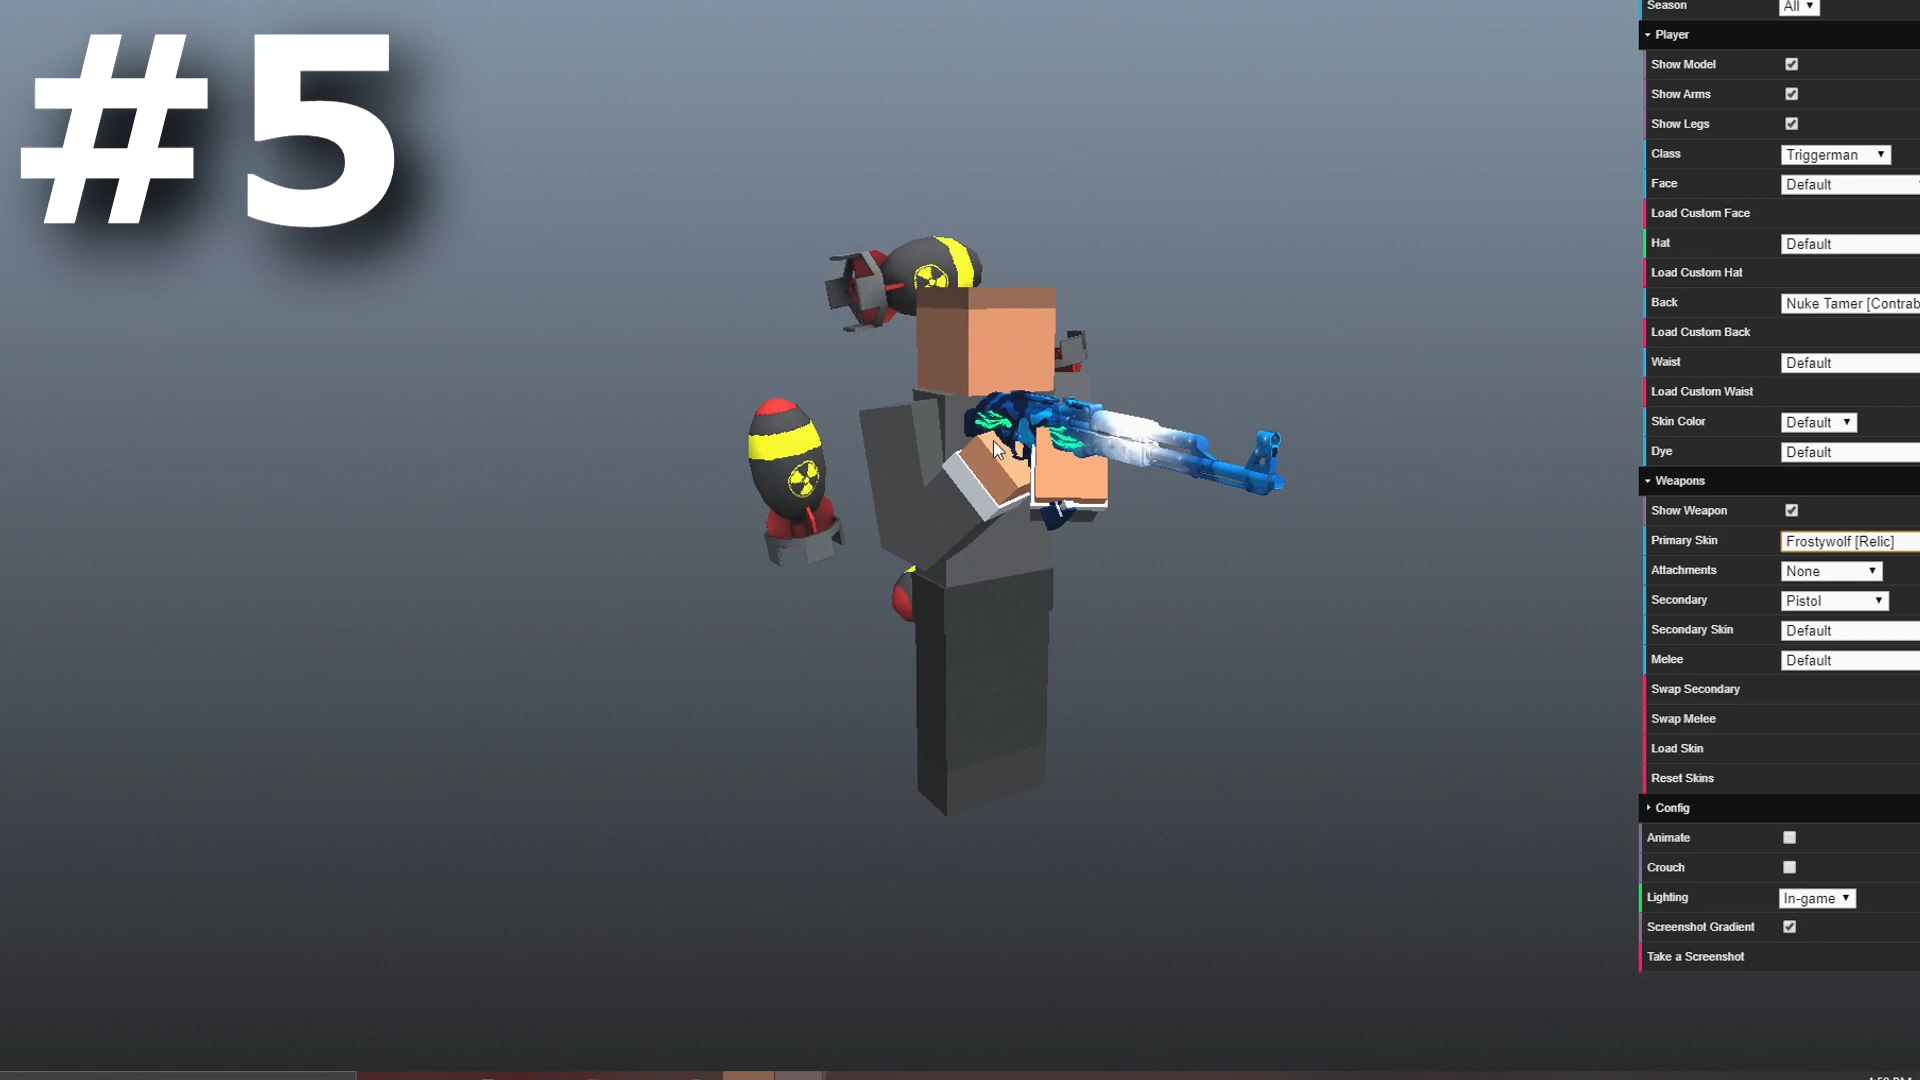 #5
Season All
Player
Show Model
Show Arms
Show Legs
Class Triggerman
Face Default
Load Custom Face
Hat Default
Load Custom Hat
Back Nuke Tamer [Contrab
Load Custom Back
Waist Default
Load Custom Waist
Skin Color Default
Dye Default
Weapons
Show Weapon
Primary Skin Frostywolf [Relic]
Attachments None
Secondary Pistol
Secondary Skin Default
Melee Default
Swap Secondary
Swap Melee
Load Skin
Reset Skins
Config
Animate
Crouch
Lighting In-game
Screenshot Gradient
Take a Screenshot